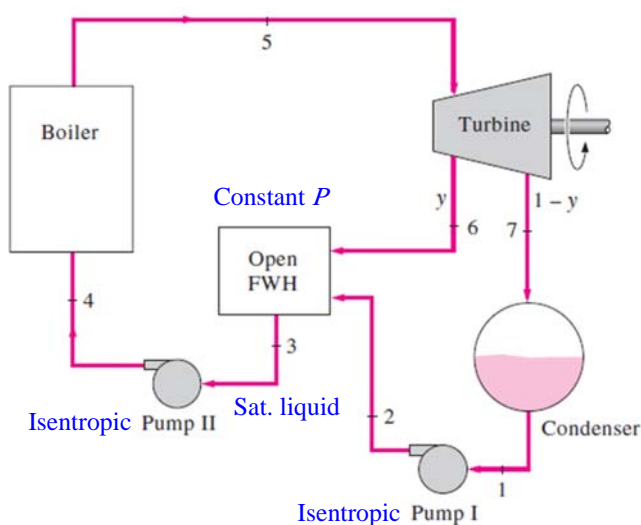 5
Boiler
Turbine
Constant P
y
1 – y
6
7
Open
FWH
4
3
2
Sat. liquid
Isentropic Pump II
Condenser
1
Isentropic Pump I